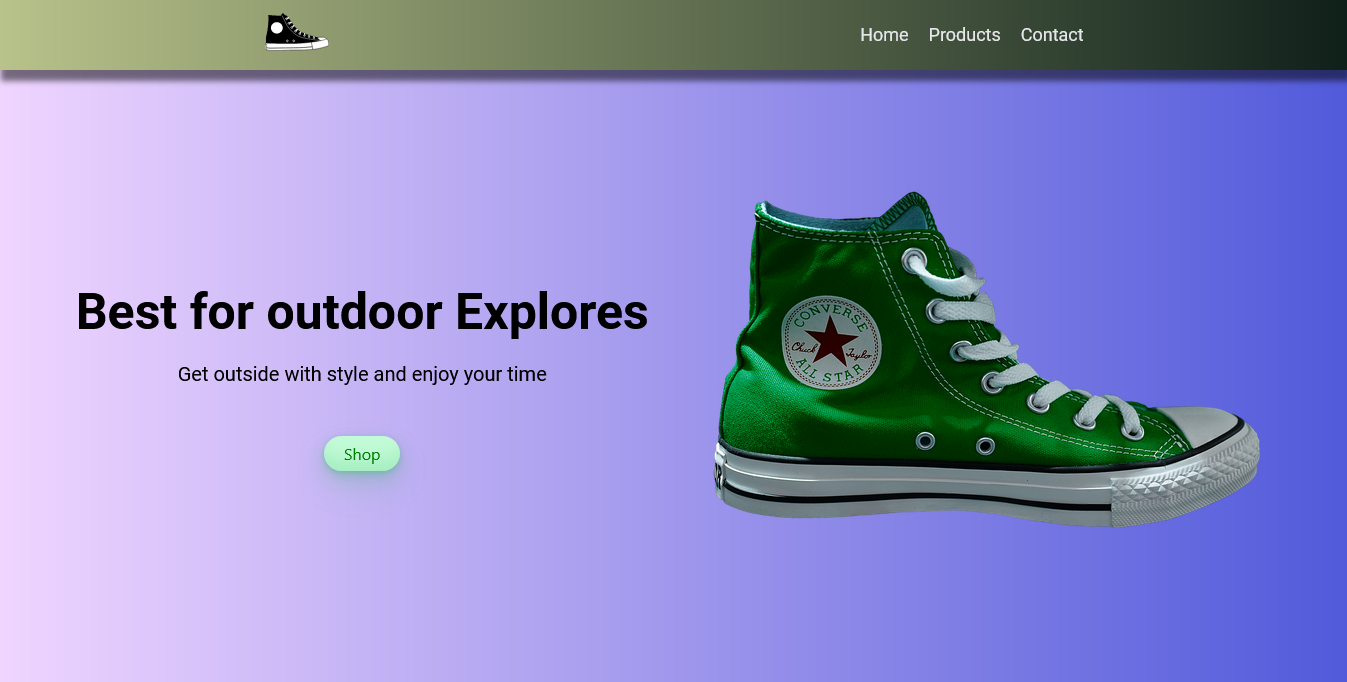 Home Products Contact
Best for outdoor Explores
Get outside with style and enjoy your time
Shop
CONVERSE
Chuck Taylor
ALL STAR